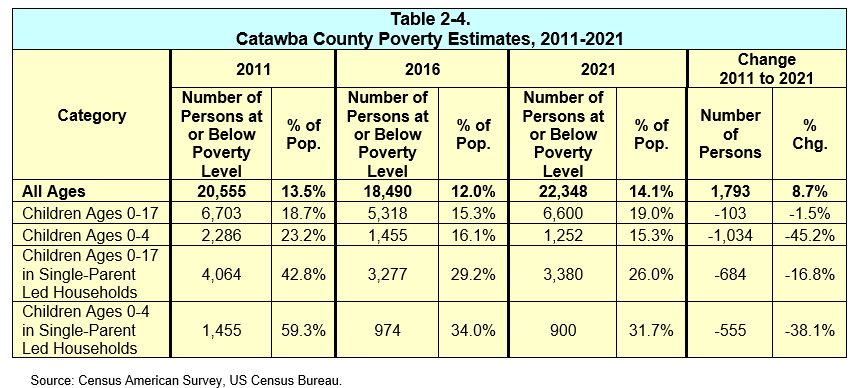 Table 2-4.
Catawba County Poverty Estimates, 2011-2021
Category
2011
2016
2021
Change
2011 to 2021
Number of
Persons at
or Below
Poverty
Level
% of
Pop.
Number of
Persons at
or Below
Poverty
Level
% of
Pop.
Number of
Persons at
or Below
Poverty
Level
% of
Pop.
Number
of
Persons
%
Chg.
All Ages 20,555 13.5% 18,490 12.0% 22,348 14.1% 1,793 8.7%
Children Ages 0-17 6,703 18.7% 5,318 15.3% 6,600 19.0% -103 -1.5%
Children Ages 0-4 2,286 23.2% 1,455 16.1% 1,252 15.3% -1,034 -45.2%
Children Ages 0-17
in Single-Parent
Led Households
4,064 42.8% 3,277 29.2% 3,380 26.0% -684 -16.8%
Children Ages 0-4
in Single-Parent
Led Households
1,455 59.3% 974 34.0% 900 31.7% -555 -38.1%
Source: Census American Survey, US Census Bureau.